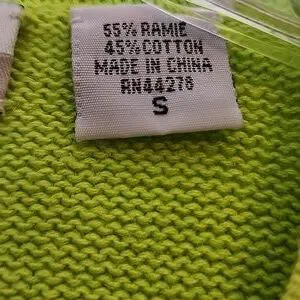 55% RAMIE
45% COTTON
MADE IN CHINA
RN44278
S